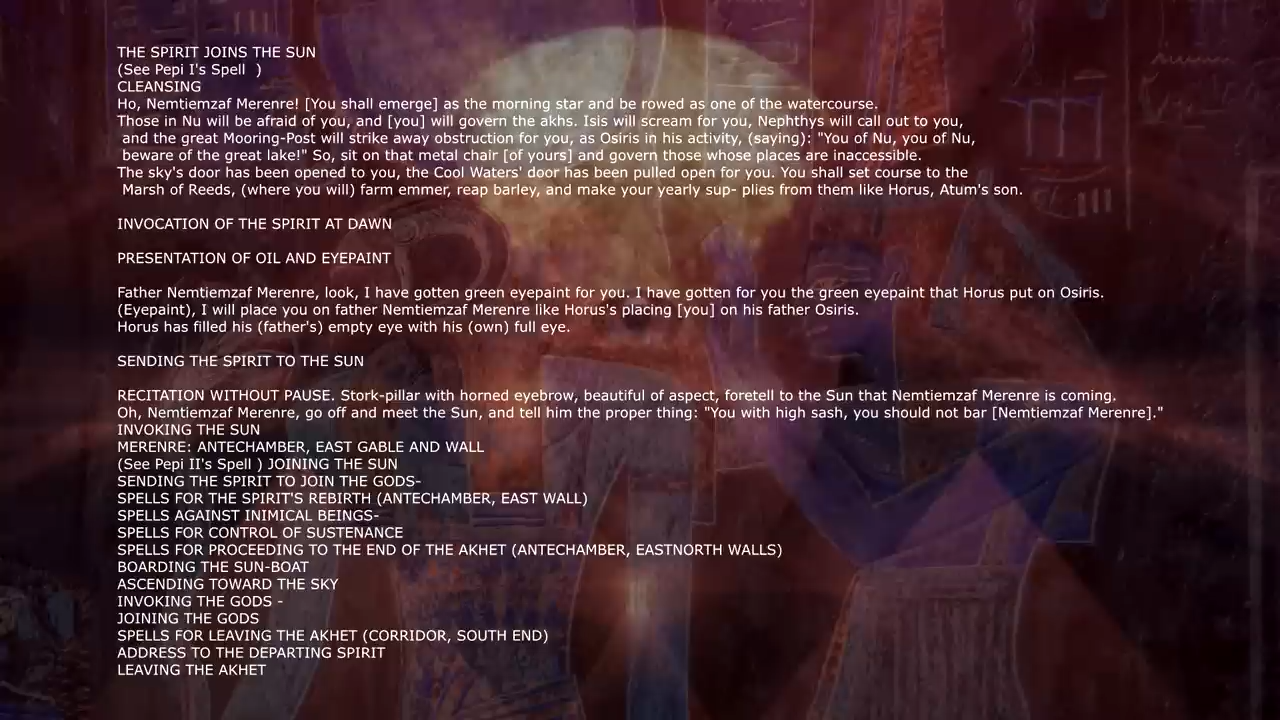 THE SPIRIT JOINS THE SUN
(See Pepi I's Spell  )
CLEANSING
Ho, Nemtiemzaf Merenre! [You shall emerge] as the morning star and be rowed as one of the watercourse.
Those in Nu will be afraid of you, and [you] will govern the akhs. Isis will scream for you, Nephthys will call out to you,
and the great Mooring-Post will strike away obstruction for you, as Osiris in his activity, (saying): "You of Nu, you of Nu,
beware of the great lake!" So, sit on that metal chair [of yours] and govern those whose places are inaccessible.
The sky's door has been opened to you, the Cool Waters' door has been pulled open for you. You shall set course to the
Marsh of Reeds, (where you will) farm emmer, reap barley, and make your yearly sup- plies from them like Horus, Atum's son.
INVOCATION OF THE SPIRIT AT DAWN
PRESENTATION OF OIL AND EYEPAINT
Father Nemtiemzaf Merenre, look, I have gotten green eyepaint for you. I have gotten for you the green eyepaint that Horus put on Osiris.
(Eyepaint), I will place you on father Nemtiemzaf Merenre like Horus's placing [you] on his father Osiris.
Horus has filled his (father's) empty eye with his (own) full eye.
SENDING THE SPIRIT TO THE SUN
RECITATION WITHOUT PAUSE. Stork-pillar with horned eyebrow, beautiful of aspect, foretell to the Sun that Nemtiemzaf Merenre is coming.
Oh, Nemtiemzaf Merenre, go off and meet the Sun, and tell him the proper thing: "You with high sash, you should not bar [Nemtiemzaf Merenre]."
INVOKING THE SUN
MERENRE: ANTECHAMBER, EAST GABLE AND WALL
(See Pepi II's Spell ) JOINING THE SUN
SENDING THE SPIRIT TO JOIN THE GODS-
SPELLS FOR THE SPIRIT'S REBIRTH (ANTECHAMBER, EAST WALL)
SPELLS AGAINST INIMICAL BEINGS-
SPELLS FOR CONTROL OF SUSTENANCE
SPELLS FOR PROCEEDING TO THE END OF THE AKHET (ANTECHAMBER, EASTNORTH WALLS)
BOARDING THE SUN-BOAT
ASCENDING TOWARD THE SKY
INVOKING THE GODS -
JOINING THE GODS
SPELLS FOR LEAVING THE AKHET (CORRIDOR, SOUTH END)
ADDRESS TO THE DEPARTING SPIRIT
LEAVING THE AKHET